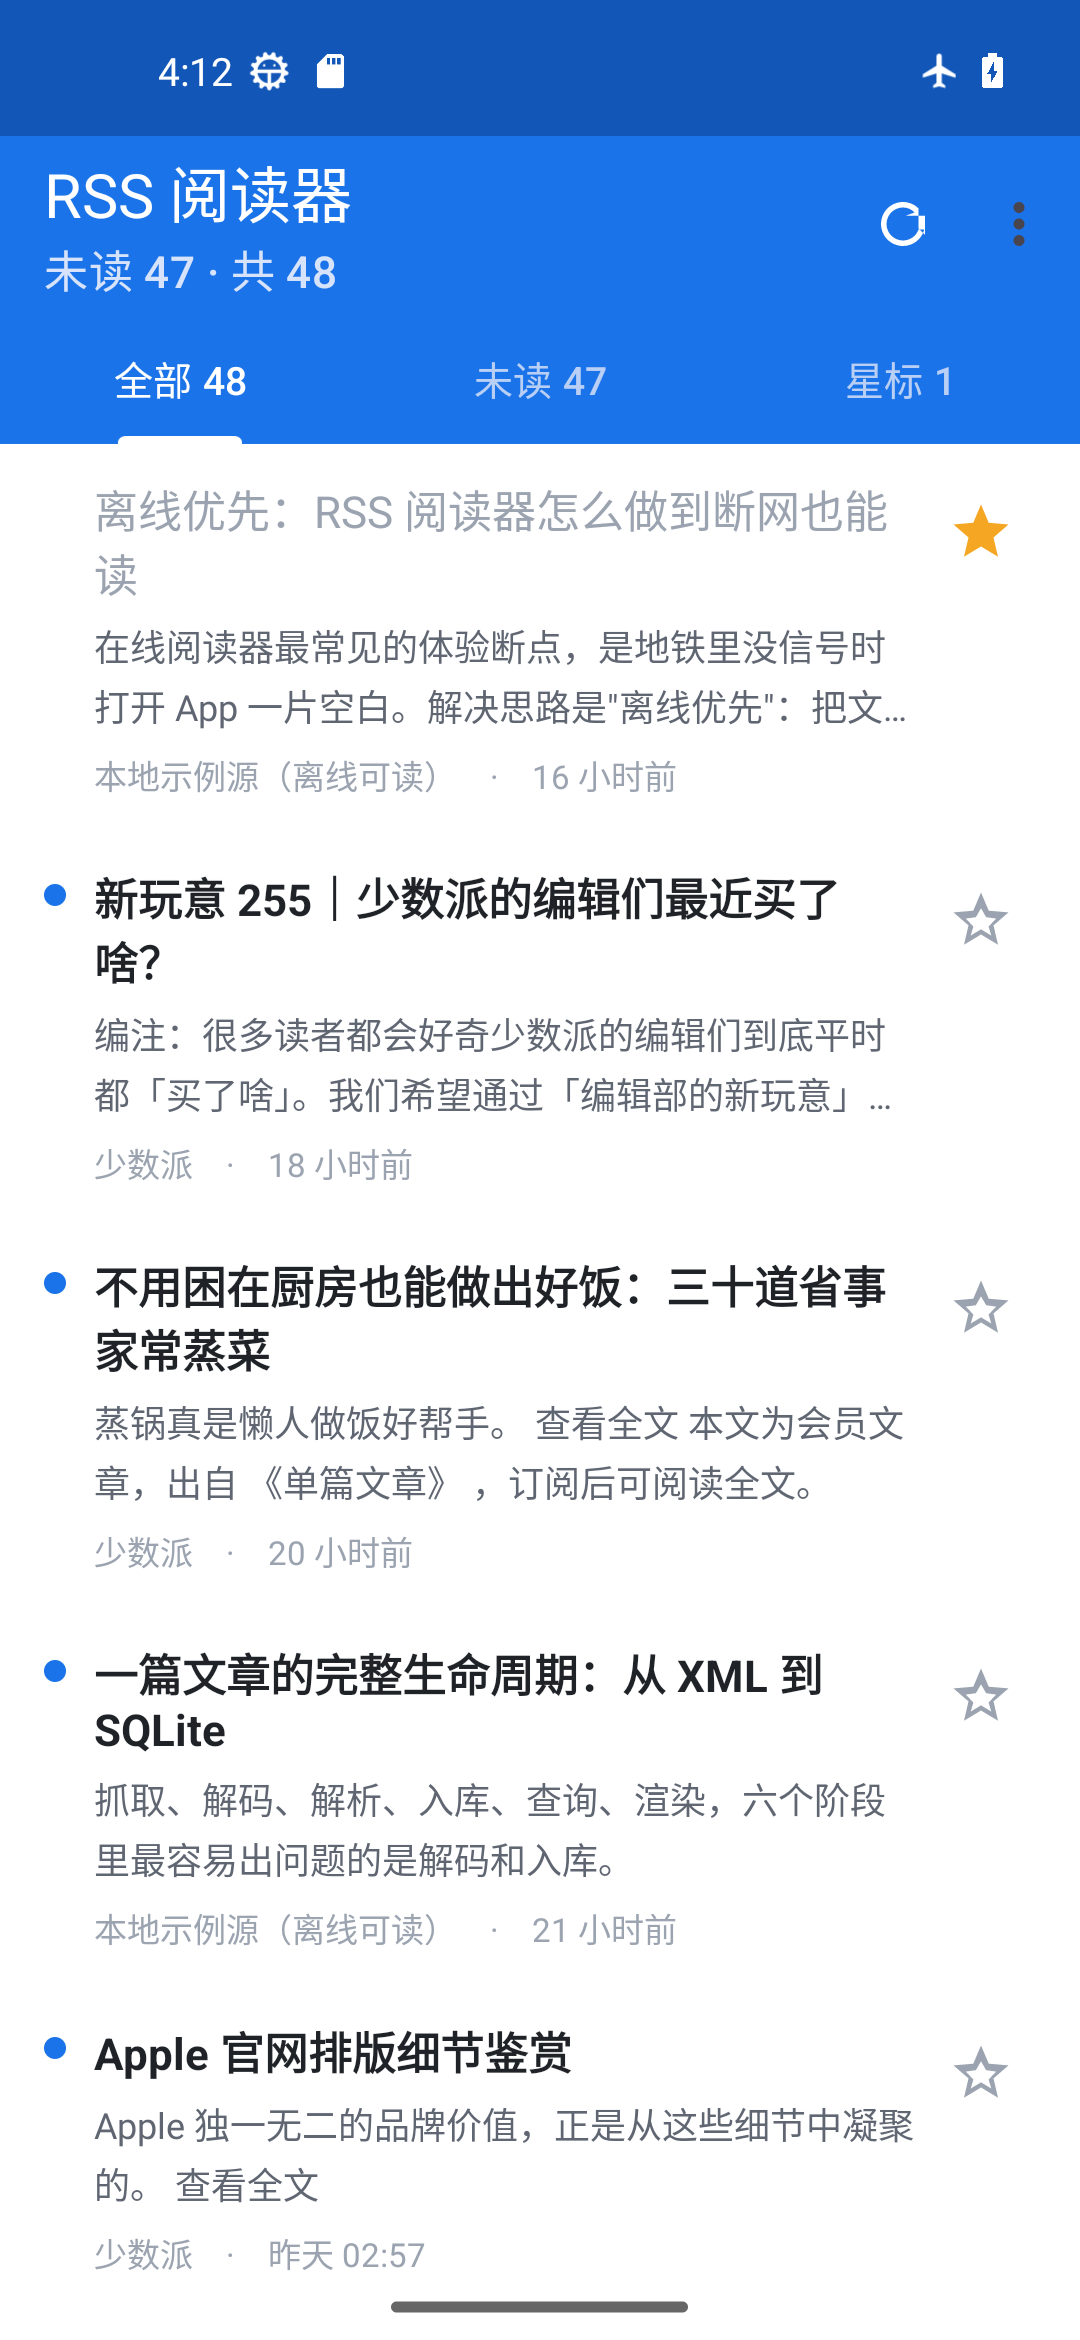 4:12
RSS 阅读器
未读 47 · 共 48
全部 48
未读 47
星标 1
离线优先：RSS 阅读器怎么做到断网也能
读
在线阅读器最常见的体验断点，是地铁里没信号时
打开 App 一片空白。解决思路是"离线优先"：把文...
本地示例源（离线可读） · 16 小时前
新玩意 255｜少数派的编辑们最近买了
啥？
编注：很多读者都会好奇少数派的编辑们到底平时
都「买了啥」。我们希望通过「编辑部的新玩意」...
少数派 · 18 小时前
不用困在厨房也能做出好饭：三十道省事
家常蒸菜
蒸锅真是懒人做饭好帮手。 查看全文 本文为会员文
章，出自 《单篇文章》 ，订阅后可阅读全文。
少数派 · 20 小时前
一篇文章的完整生命周期：从 XML 到
SQLite
抓取、解码、解析、入库、查询、渲染，六个阶段
里最容易出问题的是解码和入库。
本地示例源（离线可读） · 21 小时前
Apple 官网排版细节鉴赏
Apple 独一无二的品牌价值，正是从这些细节中凝聚
的。 查看全文
少数派 · 昨天 02:57